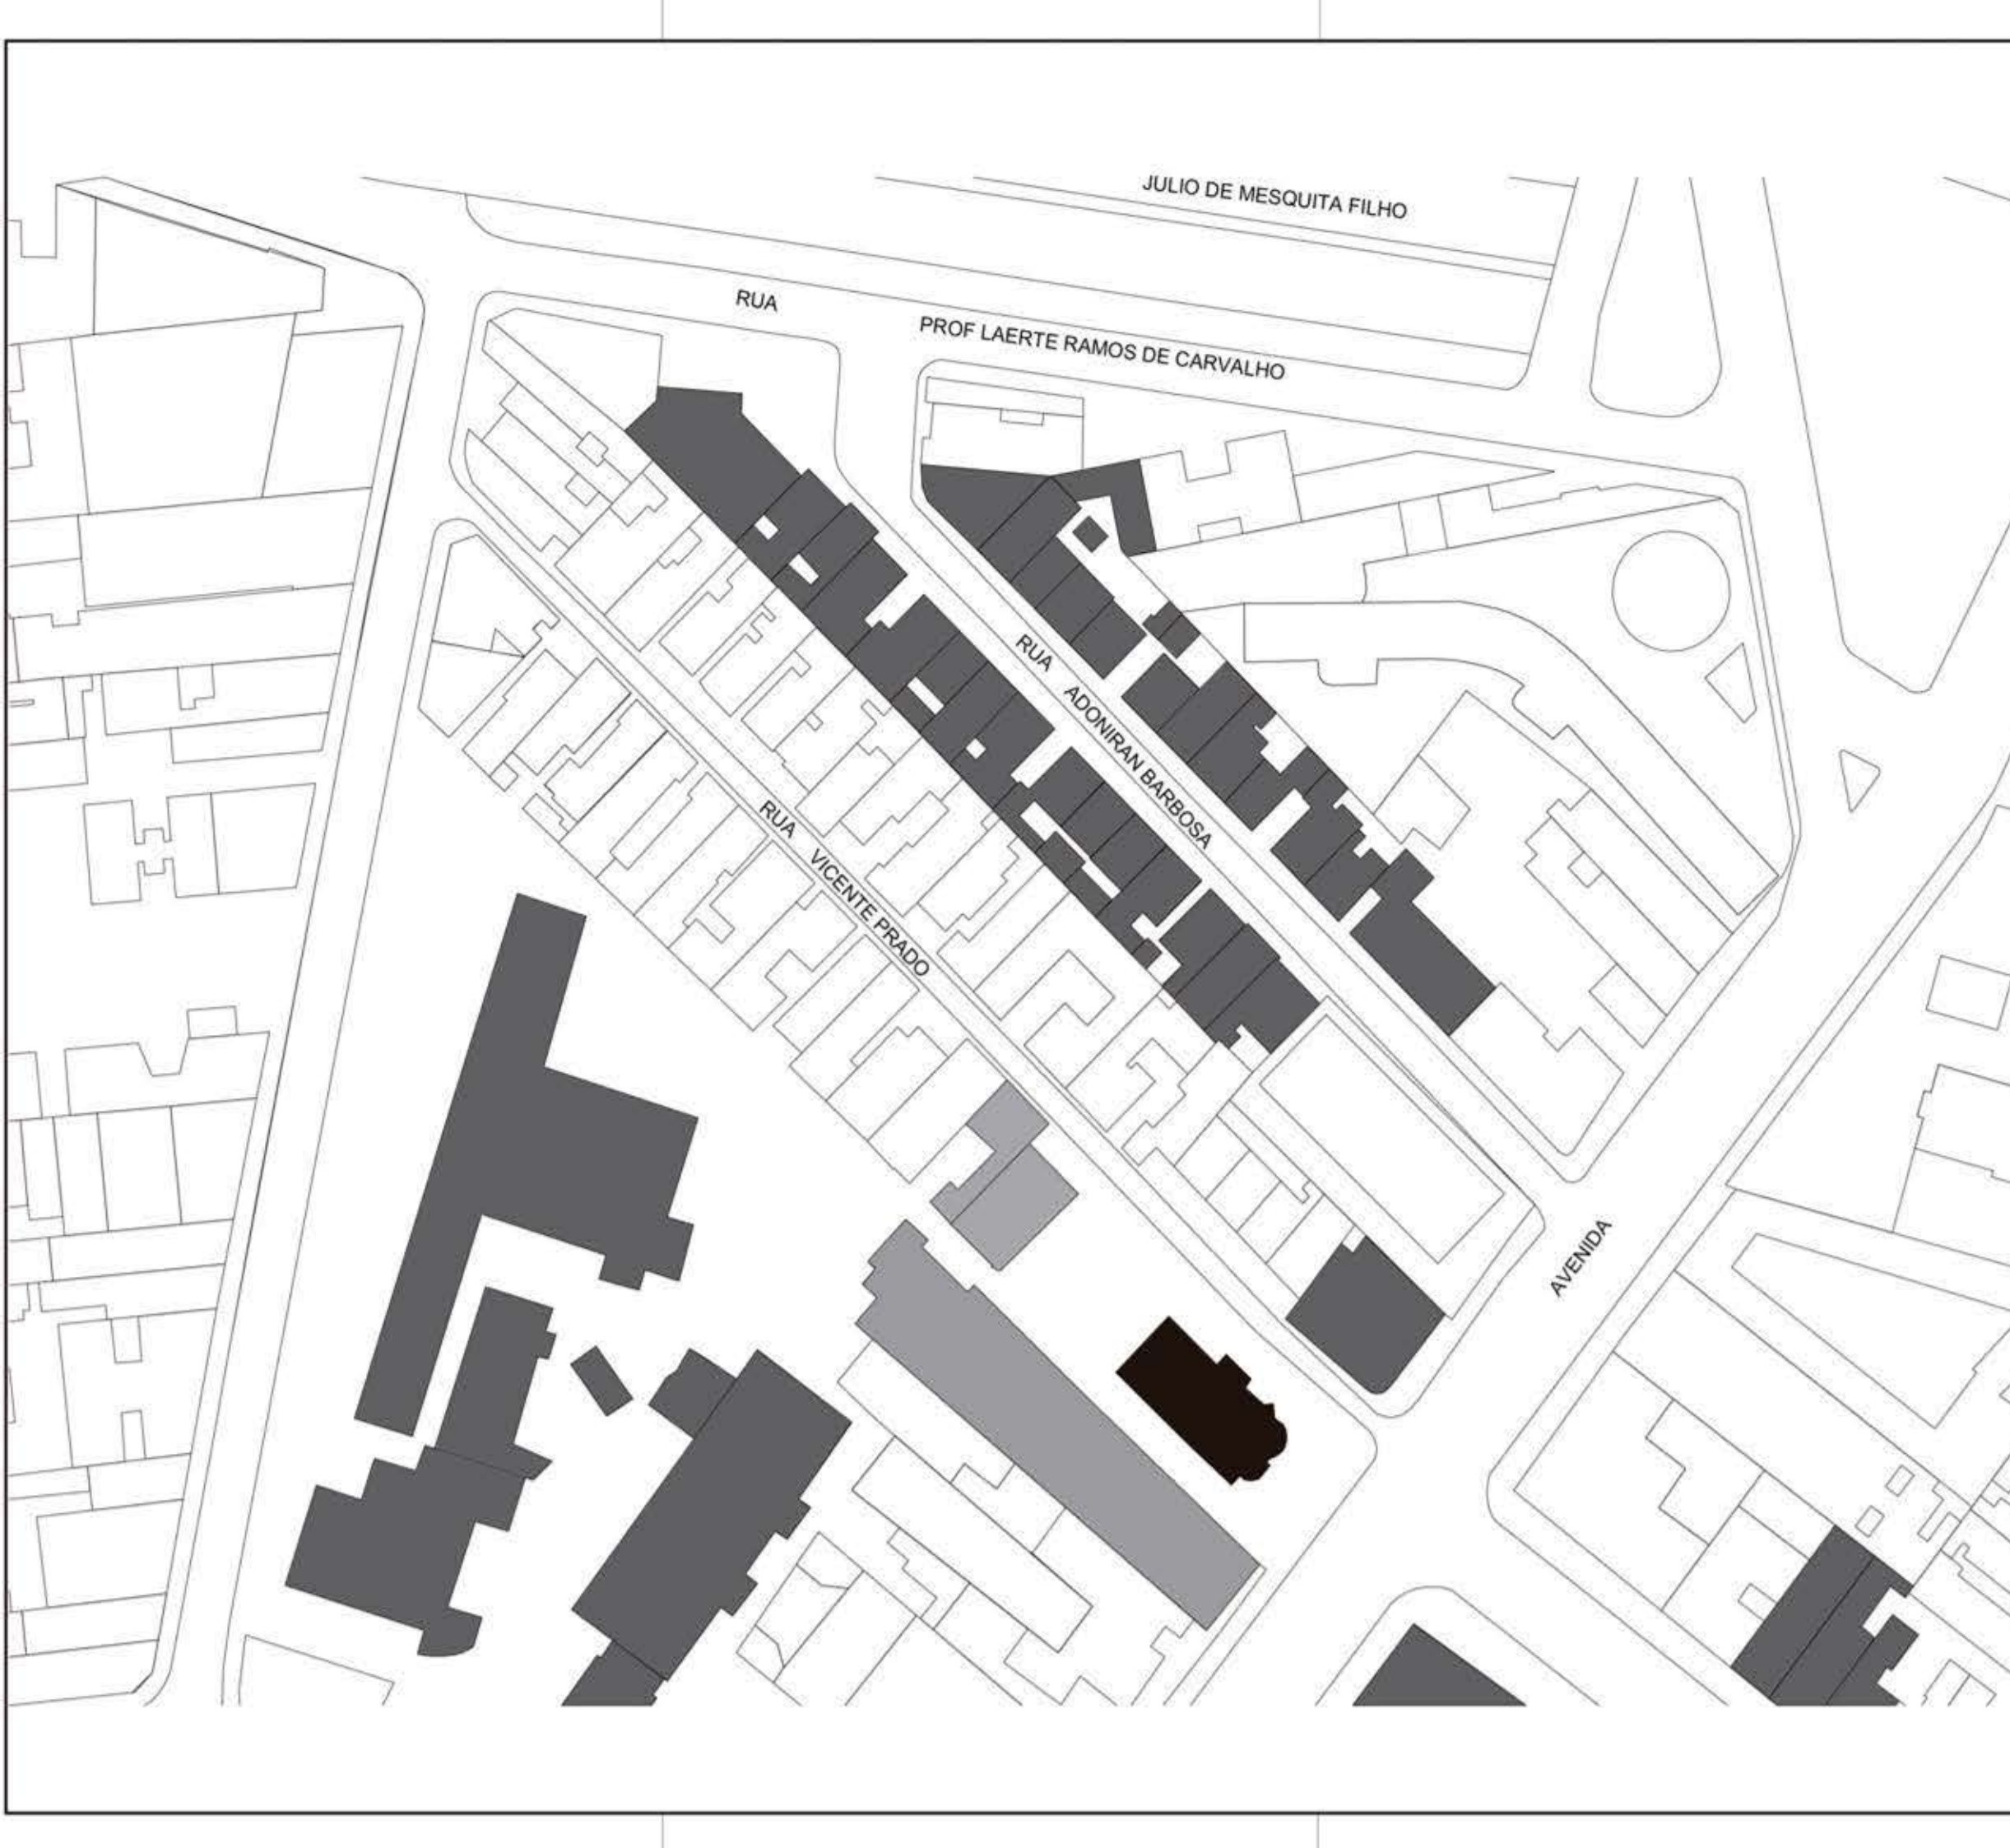 JULIO DE MESQUITA FILHO
RUA
PROF LAERTE RAMOS DE CARVALHO
RUA
ADONIRAN BARBOSA
RUA
VICENTE PRADO
AVENIDA